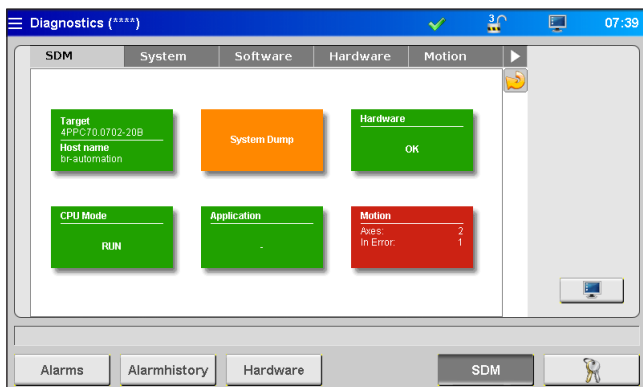 Diagnostics (****)
3
07:39
SDM
System
Software
Hardware
Motion
Target
4PPC70.0702-20B
Host name
br-automation
System Dump
Hardware
OK
CPU Mode
RUN
Application
-
Motion
Axes: 2
In Error: 1
Alarms
Alarmhistory
Hardware
SDM